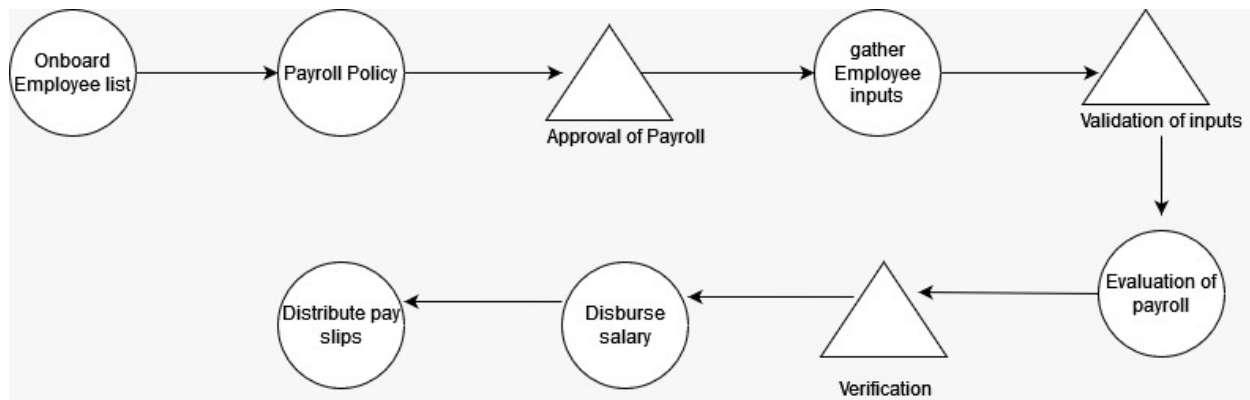 Onboard
Employee list
Payroll Policy
Approval of Payroll
gather
Employee
inputs
Validation of inputs
Evaluation of
payroll
Verification
Disburse
salary
Distribute pay
slips